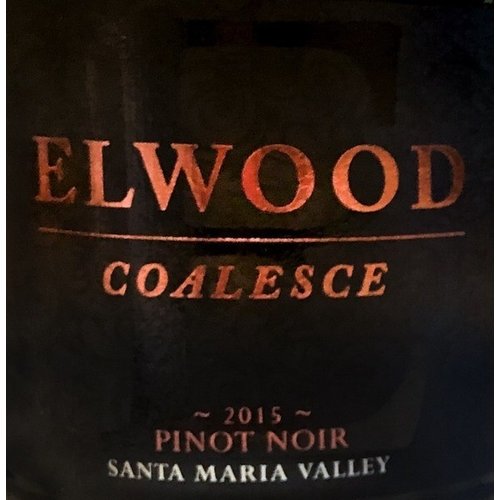 ELWOOD
COALESCE
~ 2015 ~
PINOT NOIR
SANTA MARIA VALLEY